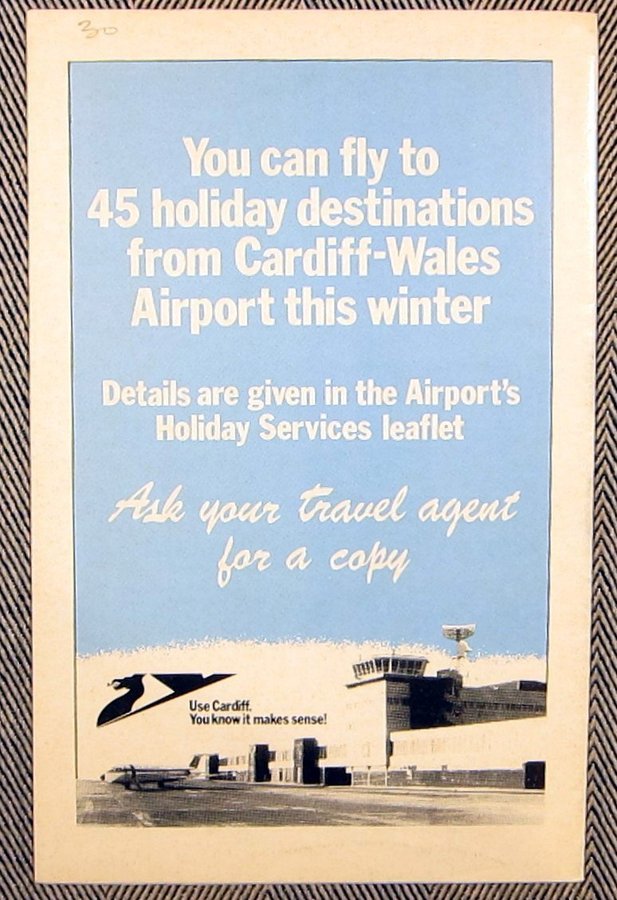 30
You can fly to
45 holiday destinations
from Cardiff-Wales
Airport this winter
Details are given in the Airport's
Holiday Services leaflet
Ask your travel agent
for a copy
Use Cardiff.
You know it makes sense!